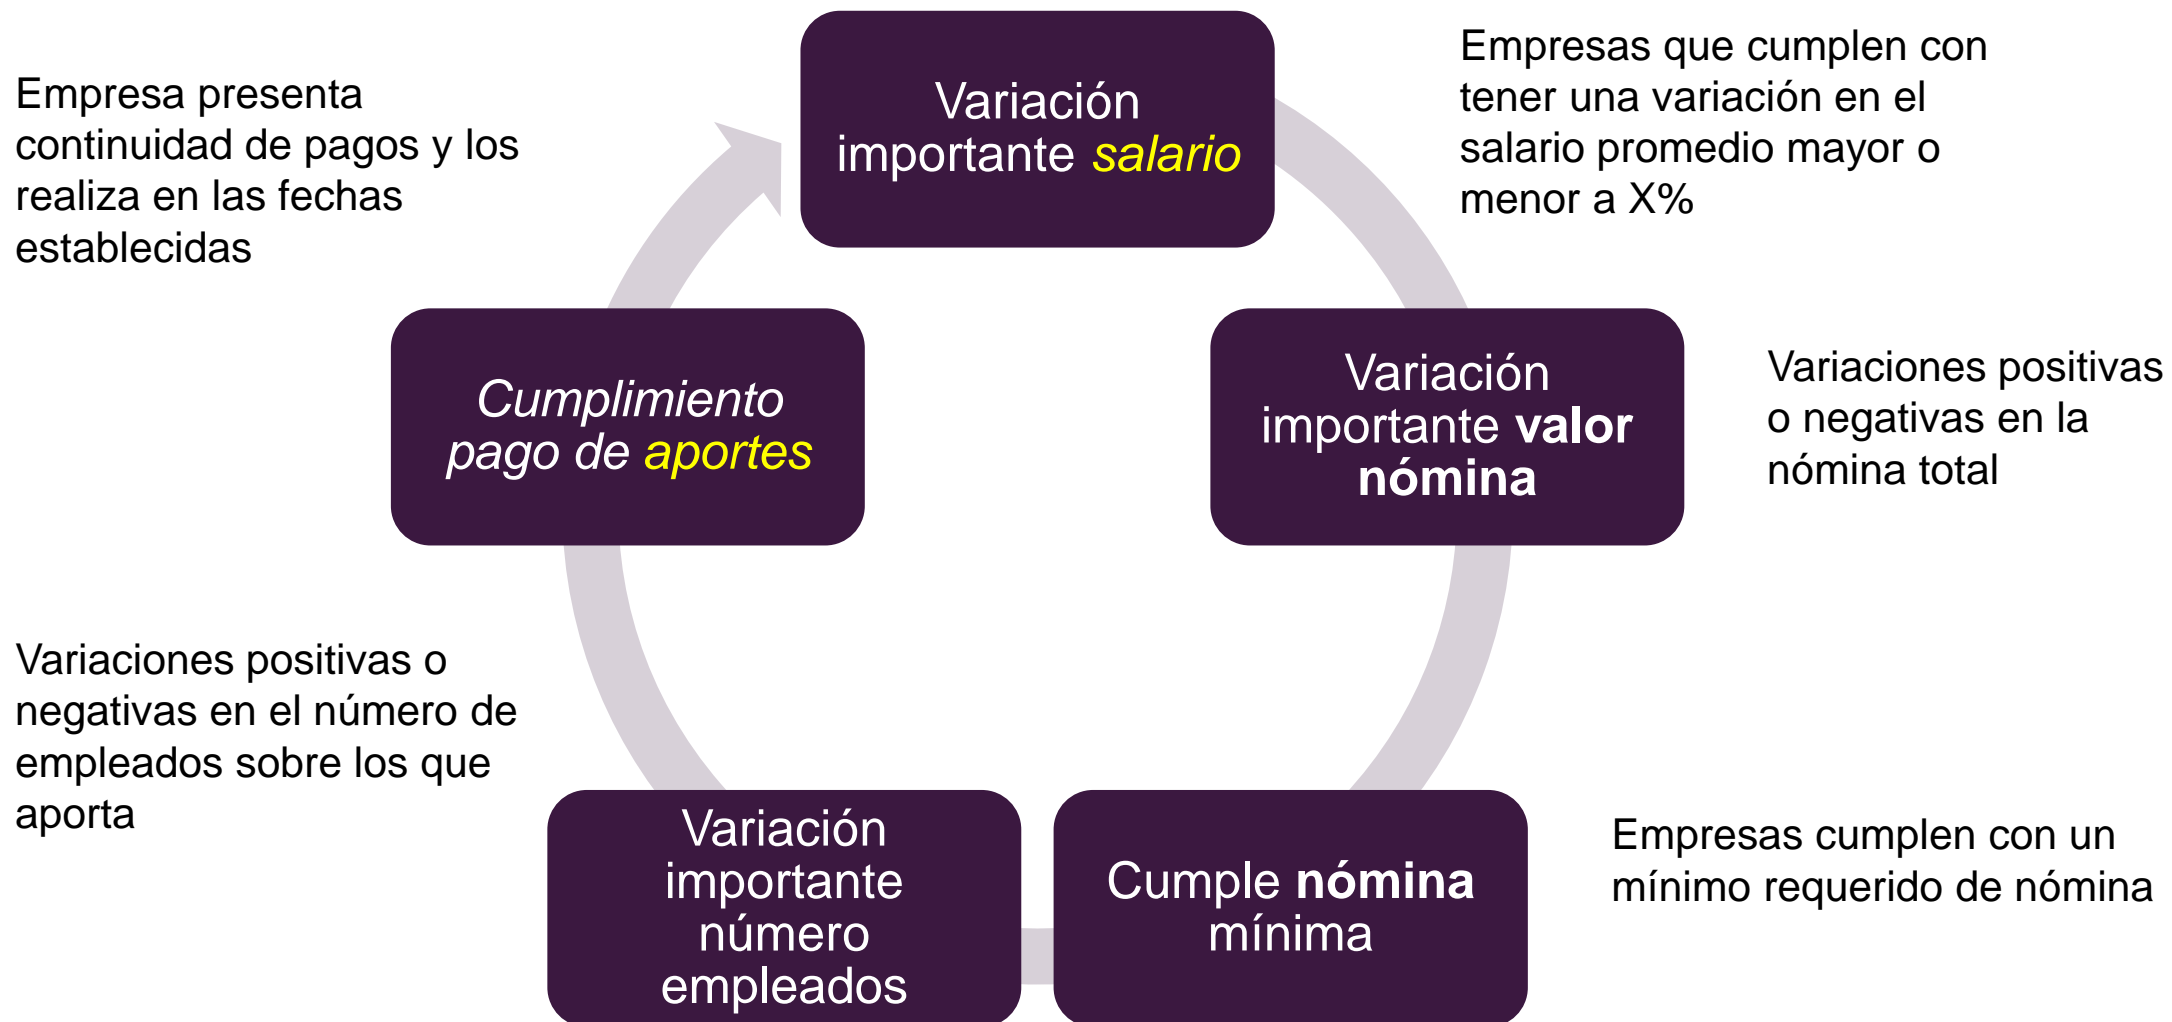 Variación
importante salario
Empresas que cumplen con
tener una variación en el
salario promedio mayor o
menor a X%
Variación
importante valor
nómina
Variaciones positivas
o negativas en la
nómina total
Cumple nómina
mínima
Empresas cumplen con un
mínimo requerido de nómina
Variación
importante
número
empleados
Variaciones positivas o
negativas en el número de
empleados sobre los que
aporta
Cumplimiento
pago de aportes
Empresa presenta
continuidad de pagos y los
realiza en las fechas
establecidas